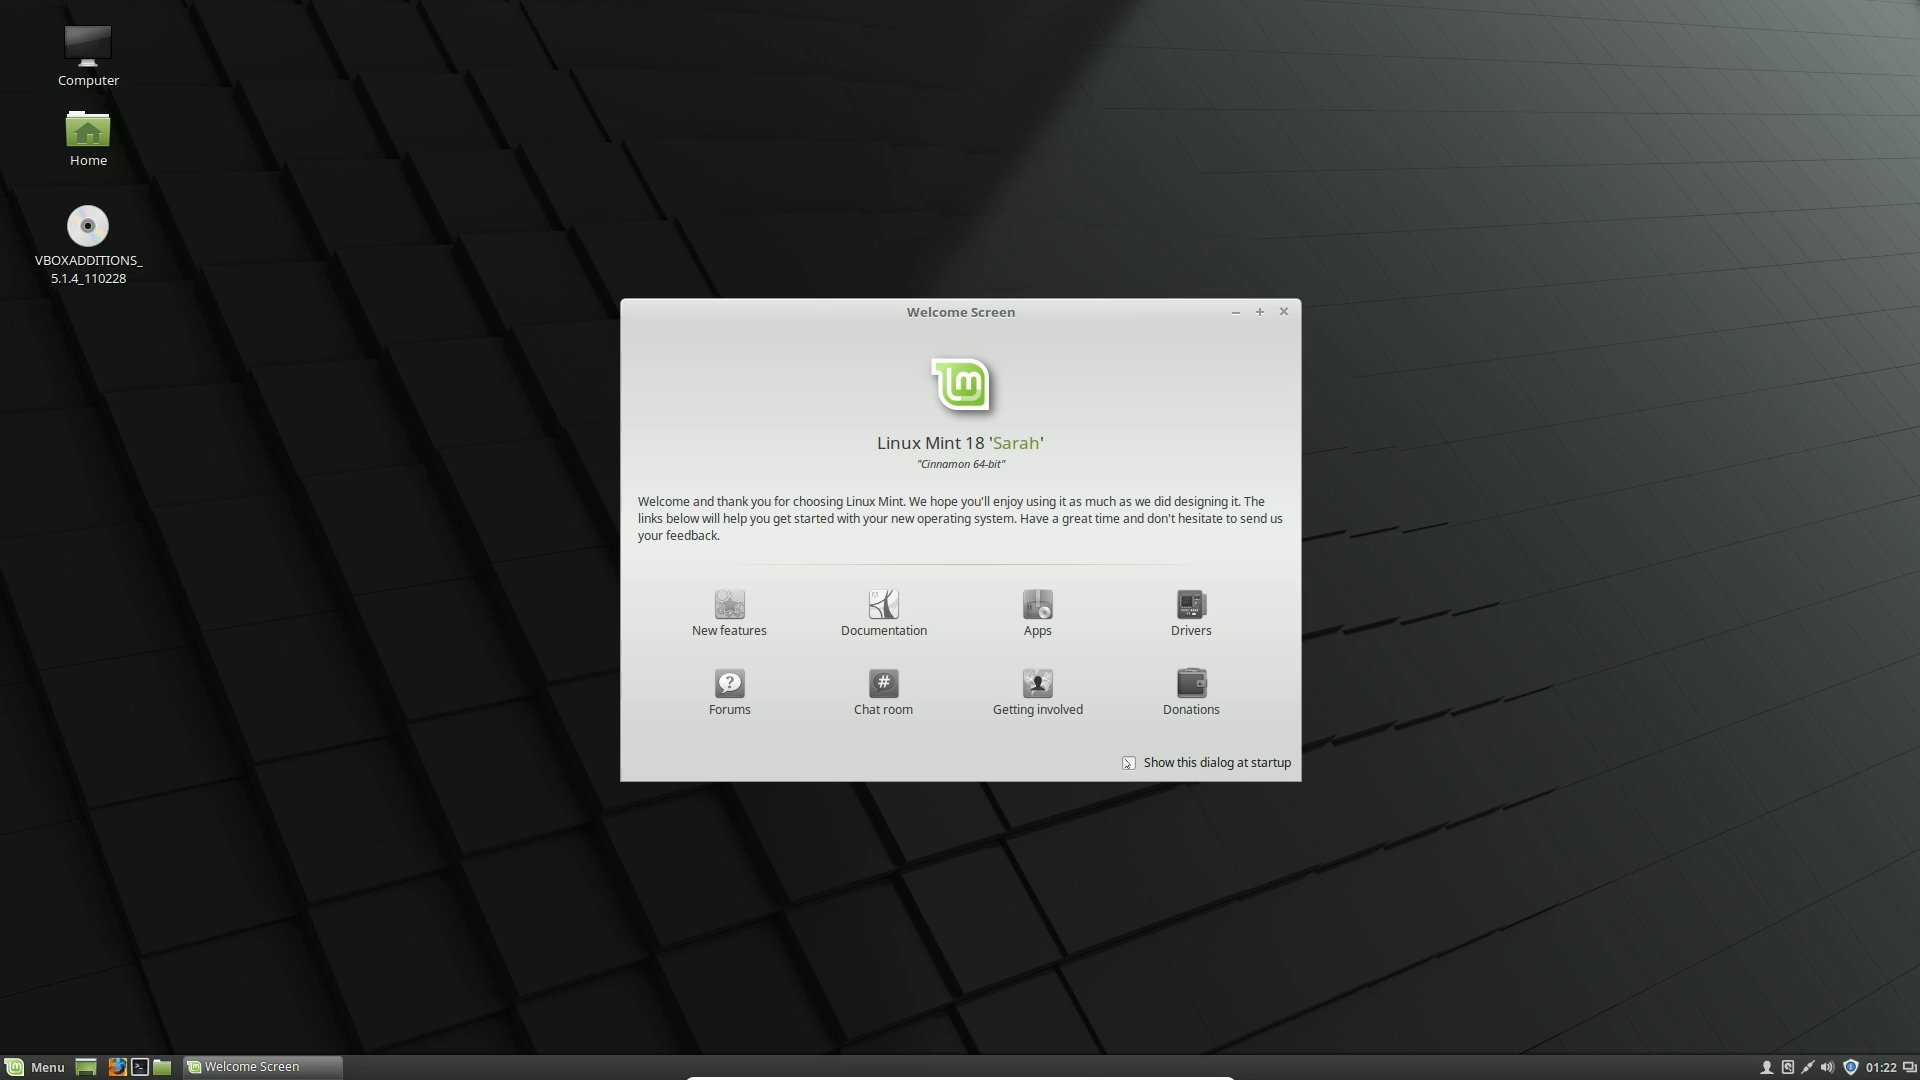 Computer
Home
VBOXADDITIONS_
5.1.4_110228
Welcome Screen
Linux Mint 18 'Sarah'
"Cinnamon 64-bit"
Welcome and thank you for choosing Linux Mint. We hope you'll enjoy using it as much as we did designing it. The
links below will help you get started with your new operating system. Have a great time and don't hesitate to send us
your feedback.
New features
Documentation
Apps
Drivers
Forums
Chat room
Getting involved
Donations
Show this dialog at startup
Menu
Welcome Screen
01:22